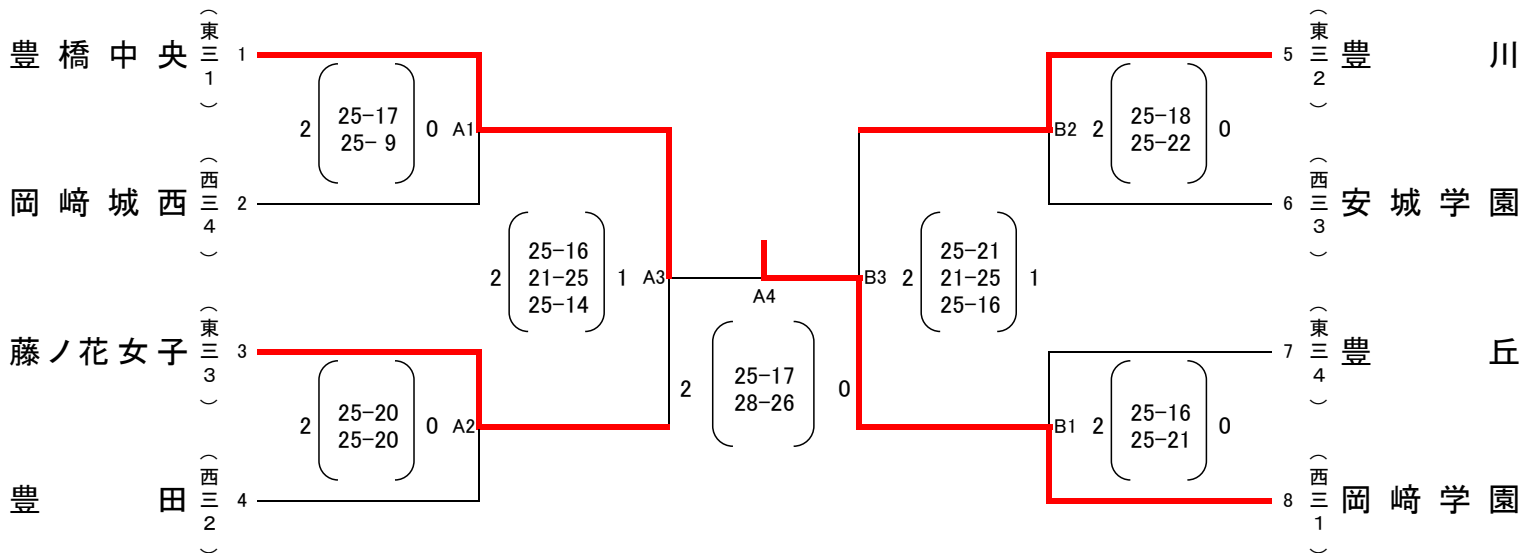 豊橋中央 （東三1） 1
2 25-17 0 A1
25- 9
岡﨑城西 （西三4） 2
2 25-16 1 A3
21-25
25-14
藤ノ花女子 （東三3） 3
2 25-20 0 A2
25-20
豊田 （西三2） 4
A4
2 25-17 0
28-26
5 （東三2） 豊川
B2 2 25-18 0
25-22
6 （西三3） 安城学園
B3 2 25-21 1
21-25
25-16
7 （東三4） 豊丘
B1 2 25-16 0
25-21
8 （西三1） 岡﨑学園